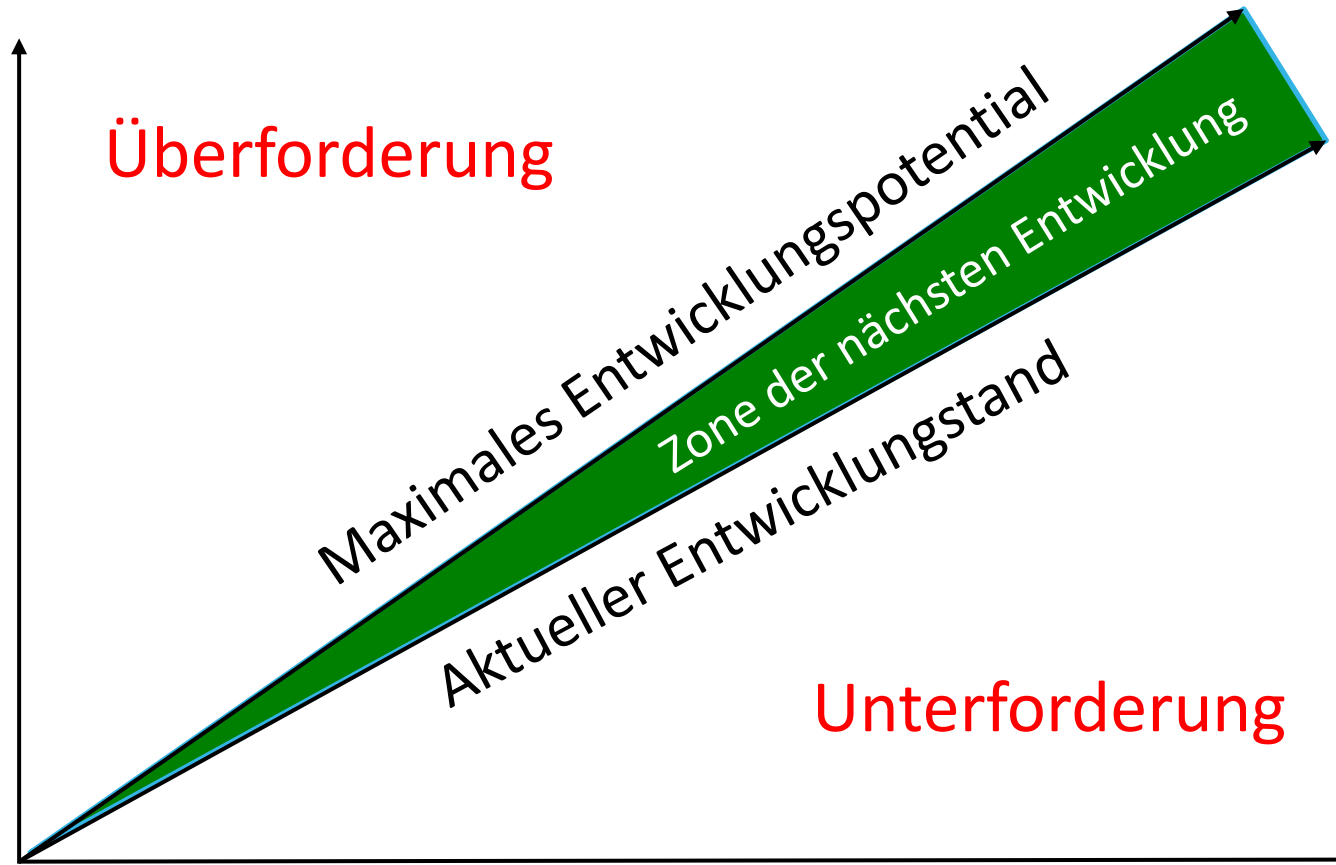 Überforderung
Maximales Entwicklungspotential
Zone der nächsten Entwicklung
Aktueller Entwicklungstand
Unterforderung